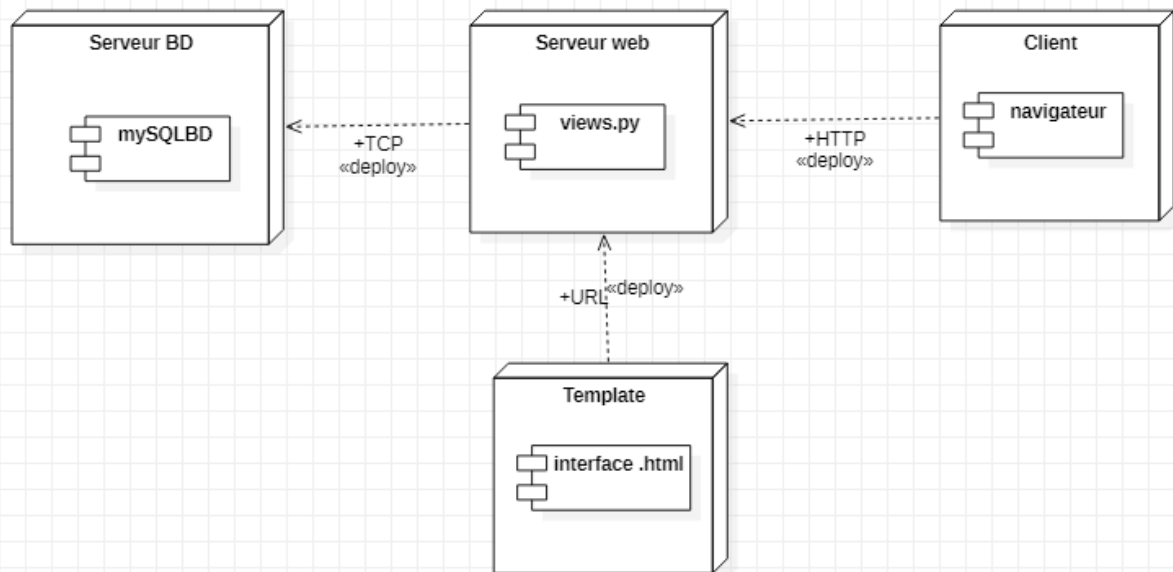 Serveur BD
mySQLBD
+TCP
«deploy»
Serveur web
views.py
+HTTP
«deploy»
Client
navigateur
+URL
«deploy»
Template
interface .html